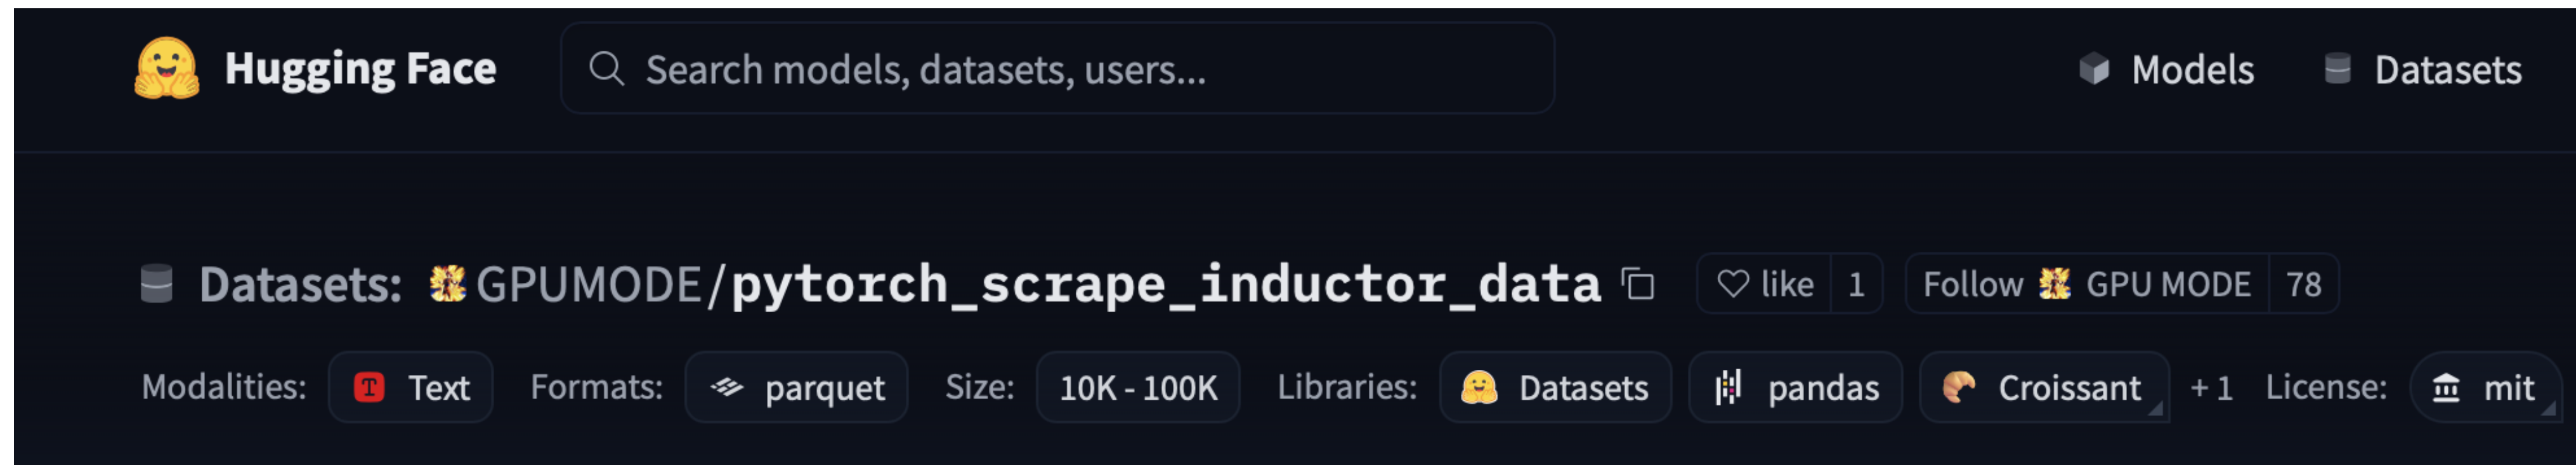 Hugging Face Search models, datasets, users... Models Datasets
Datasets: GPUMODE/pytorch_scrape_inductor_data like 1 Follow GPU MODE 78
Modalities: T Text Formats: parquet Size: 10K - 100K Libraries: Datasets pandas Croissant + 1 License: mit